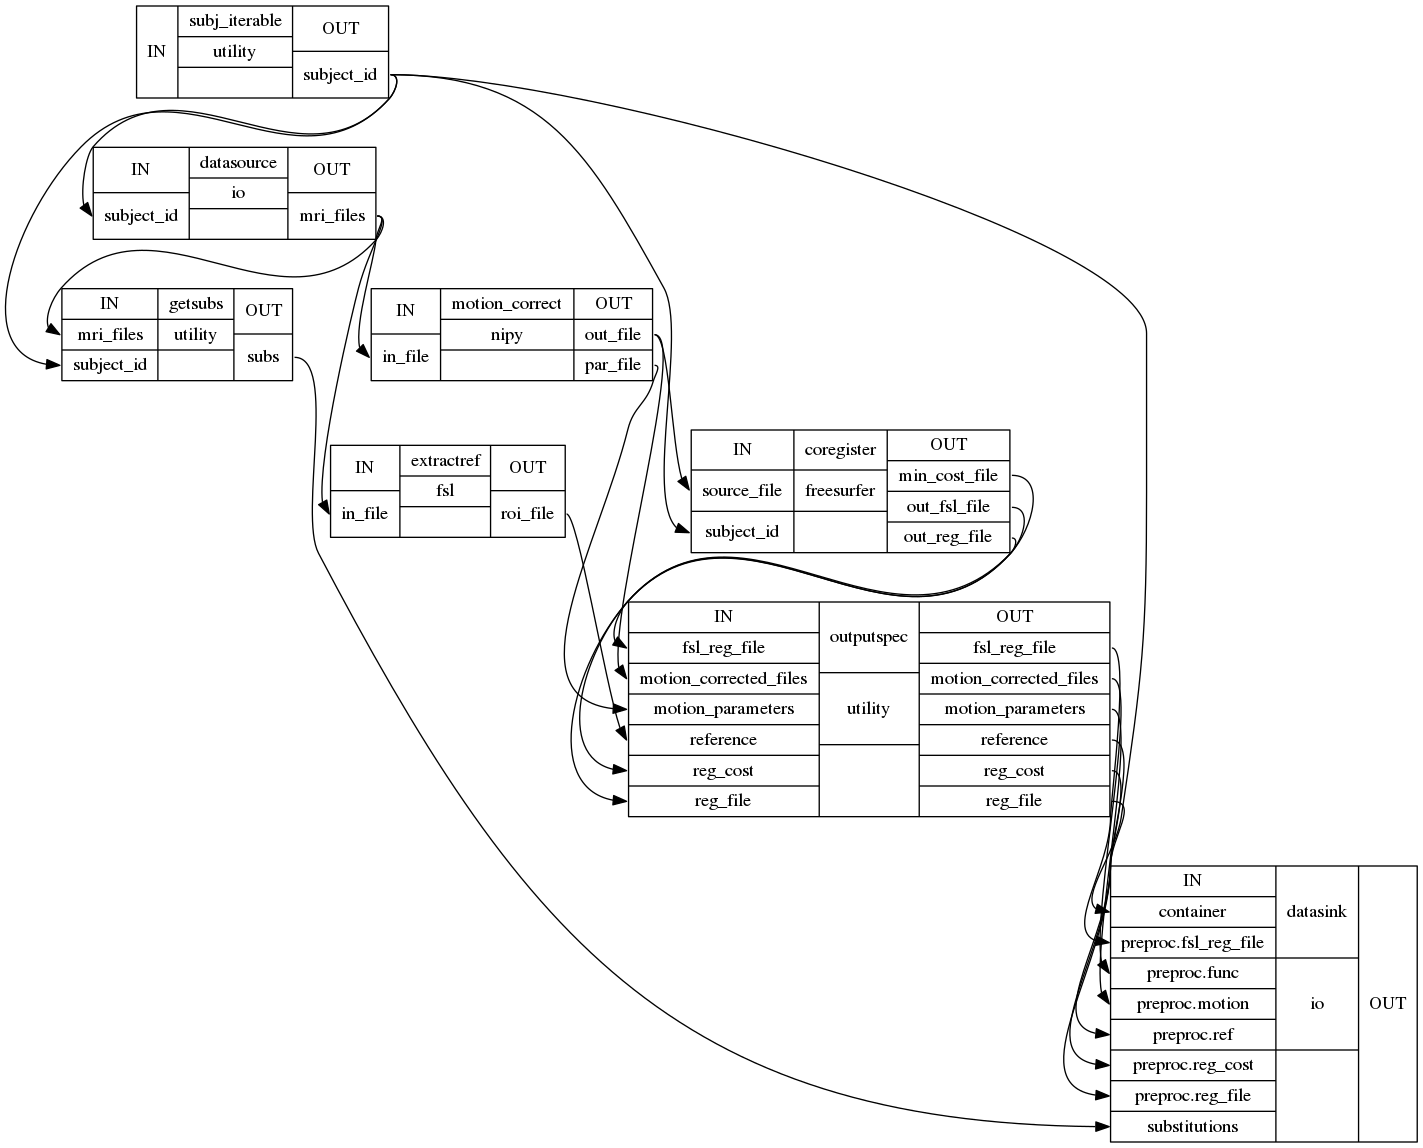 IN
subj_iterable
utility
OUT
subject_id
IN
subject_id
datasource
io
OUT
mri_files
IN
mri_files
subject_id
getsubs
utility
OUT
subs
IN
in_file
motion_correct
nipy
OUT
out_file
par_file
IN
in_file
extractref
fsl
OUT
roi_file
IN
source_file
subject_id
coregister
freesurfer
OUT
min_cost_file
out_fsl_file
out_reg_file
IN
fsl_reg_file
motion_corrected_files
motion_parameters
reference
reg_cost
reg_file
outputspec
utility
OUT
fsl_reg_file
motion_corrected_files
motion_parameters
reference
reg_cost
reg_file
IN
container
preproc.fsl_reg_file
preproc.func
preproc.motion
preproc.ref
preproc.reg_cost
preproc.reg_file
substitutions
datasink
io
OUT